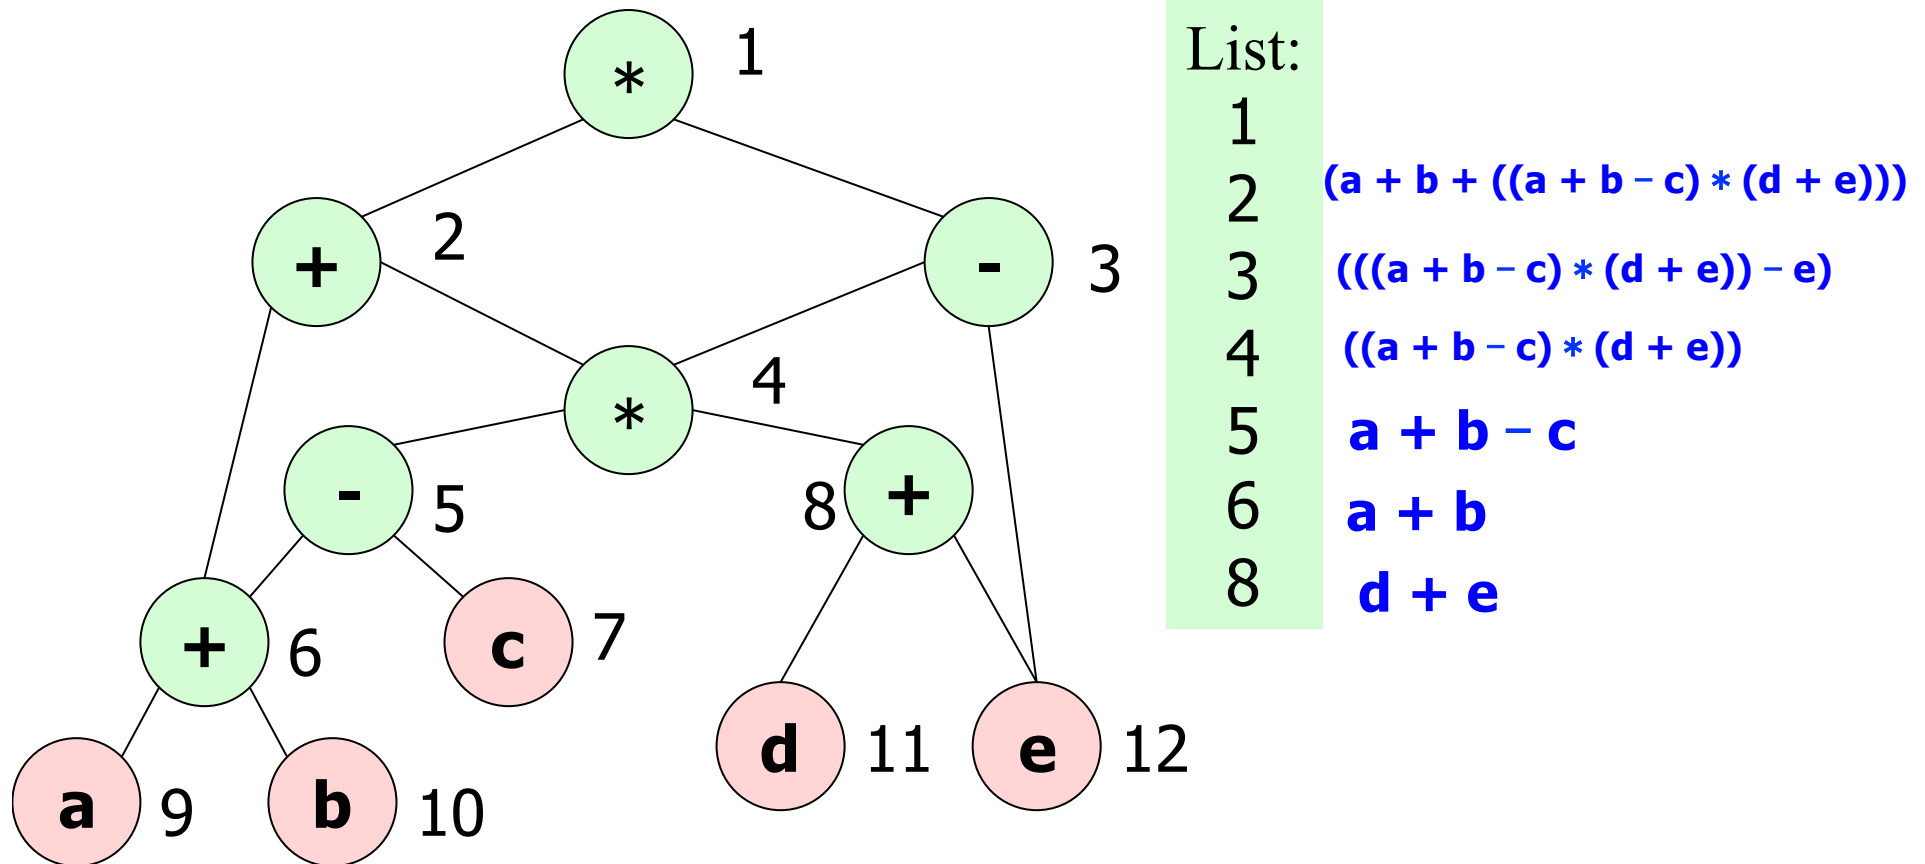 * 1
+ 2
- 3
* 4
- 5
8 +
+ 6
c 7
d 11
e 12
a 9
b 10
List:
1
2 (a + b + ((a + b – c) * (d + e)))
3 (((a + b – c) * (d + e)) – e)
4 ((a + b – c) * (d + e))
5 a + b – c
6 a + b
8 d + e